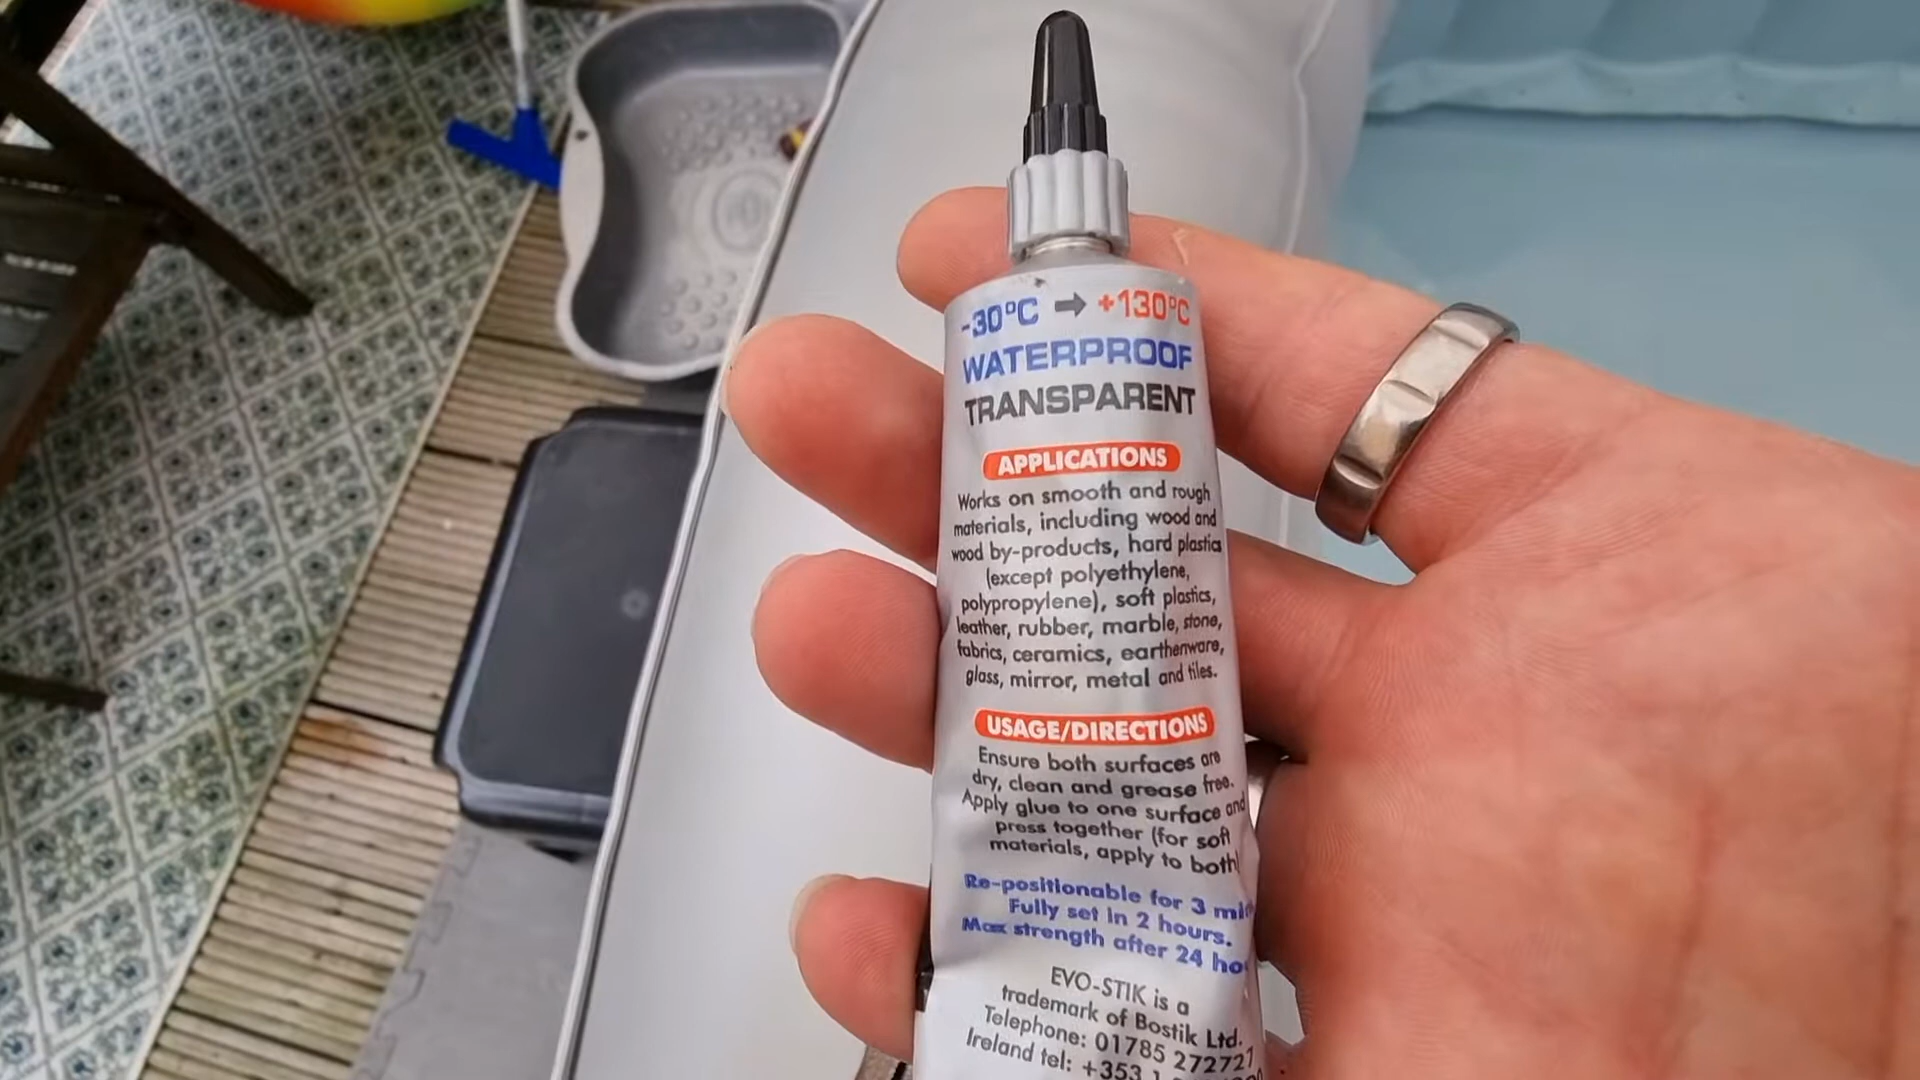 -30°C ➡ +130°C
WATERPROOF
TRANSPARENT
APPLICATIONS
Works on smooth and rough
materials, including wood and
wood by-products, hard plastics
(except polyethylene,
polypropylene), soft plastics,
leather, rubber, marble, stone,
fabrics, ceramics, earthenware,
glass, mirror, metal and tiles.
USAGE/DIRECTIONS
Ensure both surfaces are
dry, clean and grease free.
Apply glue to one surface and
press together (for soft
materials, apply to both)
Re-positionable for 3 min
Fully set in 2 hours.
Max strength after 24 ho
EVO-STIK is a
trademark of Bostik Ltd.
Telephone: 01785 272727
Ireland tel: +353 1